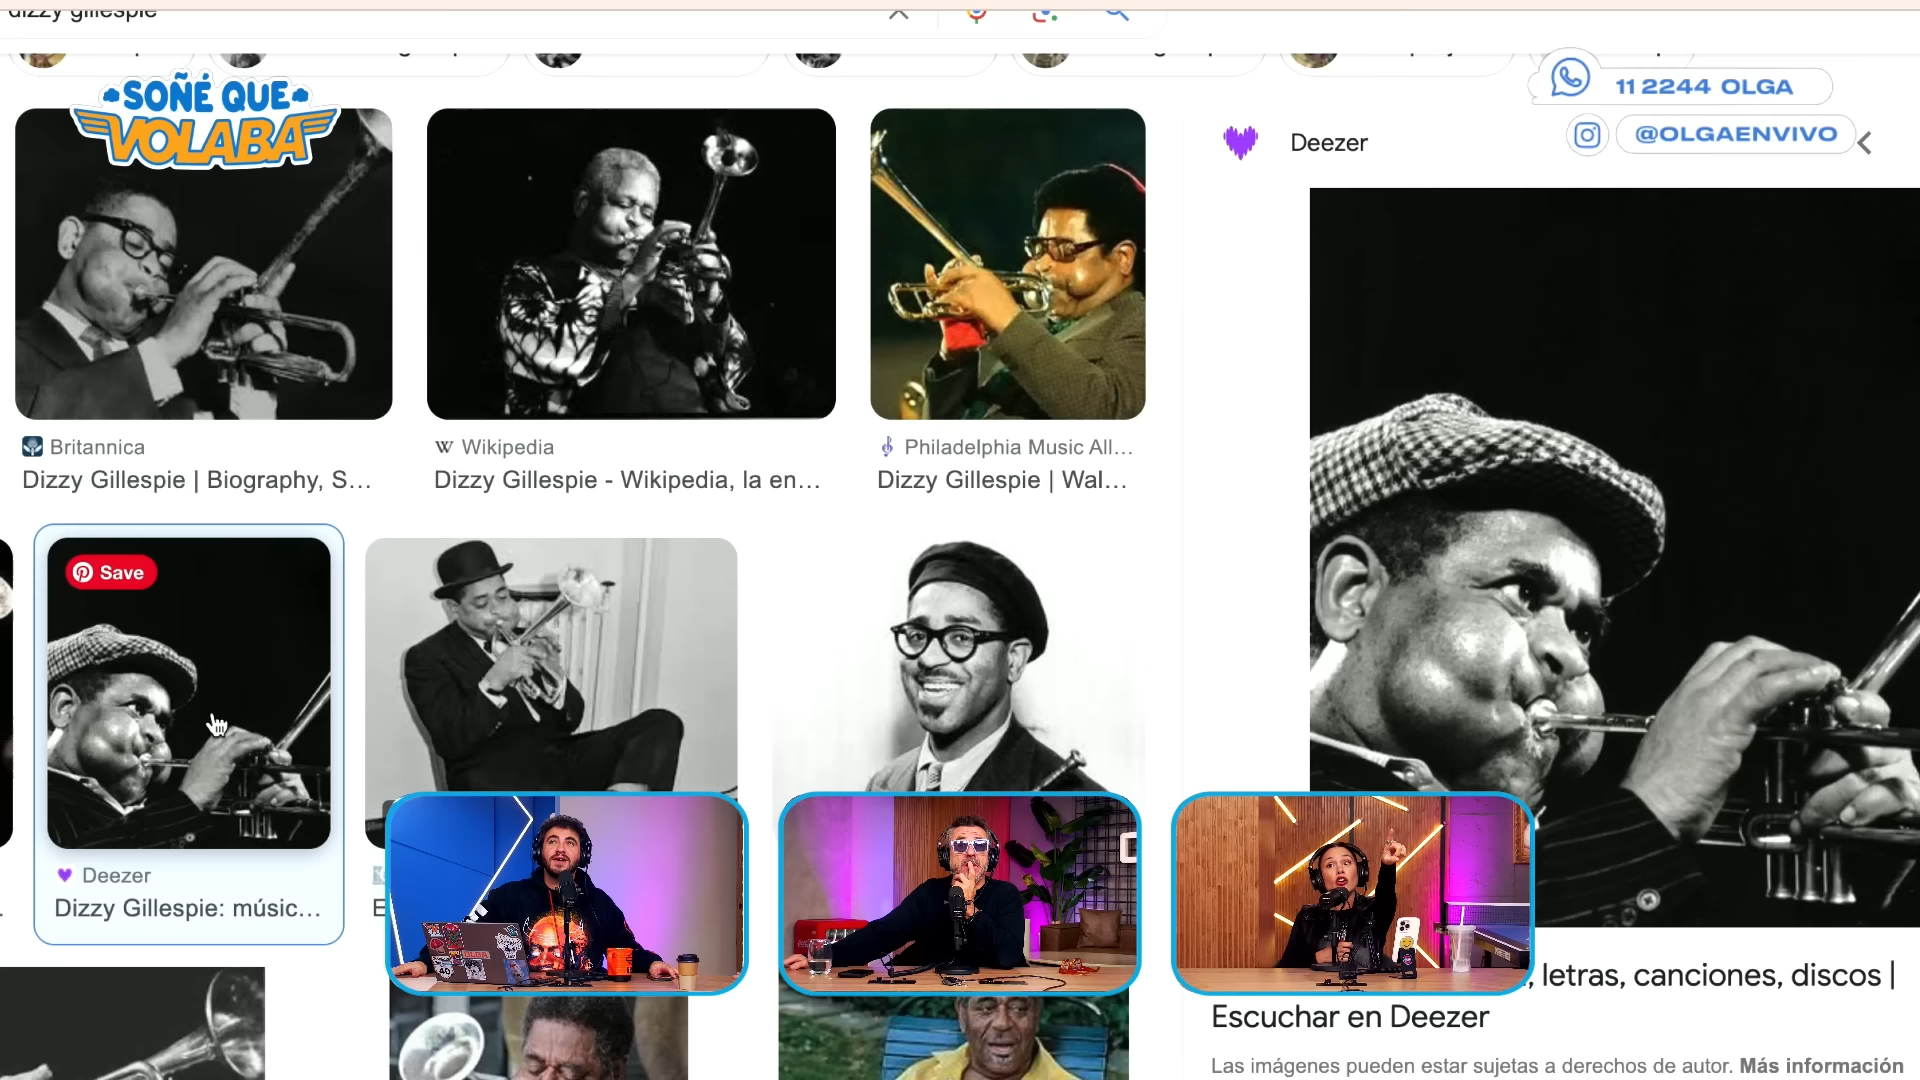 dizzy gillespie
SOÑÉ QUE
VOLABA
11 2244 OLGA
@OLGAENVIVO
Deezer
Britannica
Dizzy Gillespie | Biography, S...
W Wikipedia
Dizzy Gillespie - Wikipedia, la en...
Philadelphia Music All...
Dizzy Gillespie | Wal...
Save
Deezer
Dizzy Gillespie: músic...
E
, letras, canciones, discos |
Escuchar en Deezer
Las imágenes pueden estar sujetas a derechos de autor. Más información